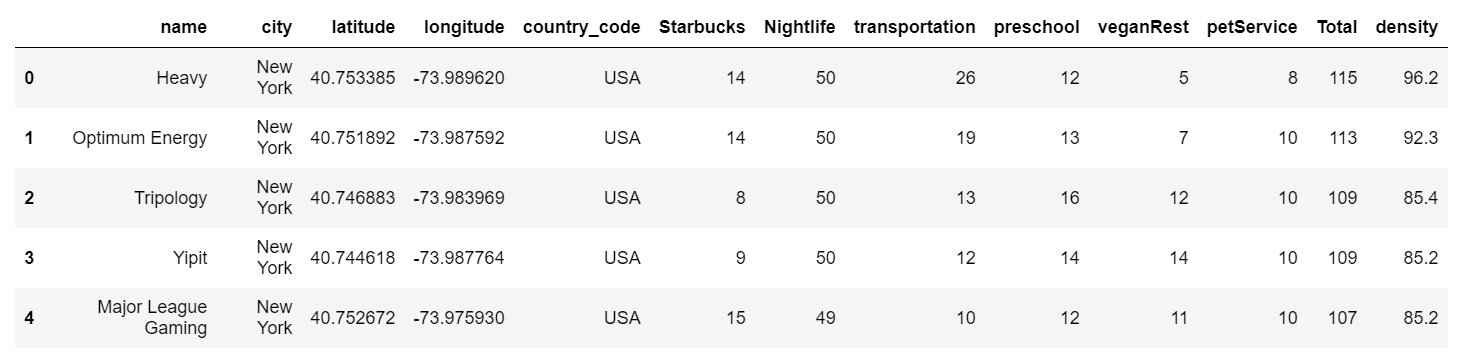 name city latitude longitude country_code Starbucks Nightlife transportation preschool veganRest petService Total density
0 Heavy New York 40.753385 -73.989620 USA 14 50 26 12 5 8 115 96.2
1 Optimum Energy New York 40.751892 -73.987592 USA 14 50 19 13 7 10 113 92.3
2 Tripology New York 40.746883 -73.983969 USA 8 50 13 16 12 10 109 85.4
3 Yipit New York 40.744618 -73.987764 USA 9 50 12 14 14 10 109 85.2
4 Major League Gaming New York 40.752672 -73.975930 USA 15 49 10 12 11 10 107 85.2